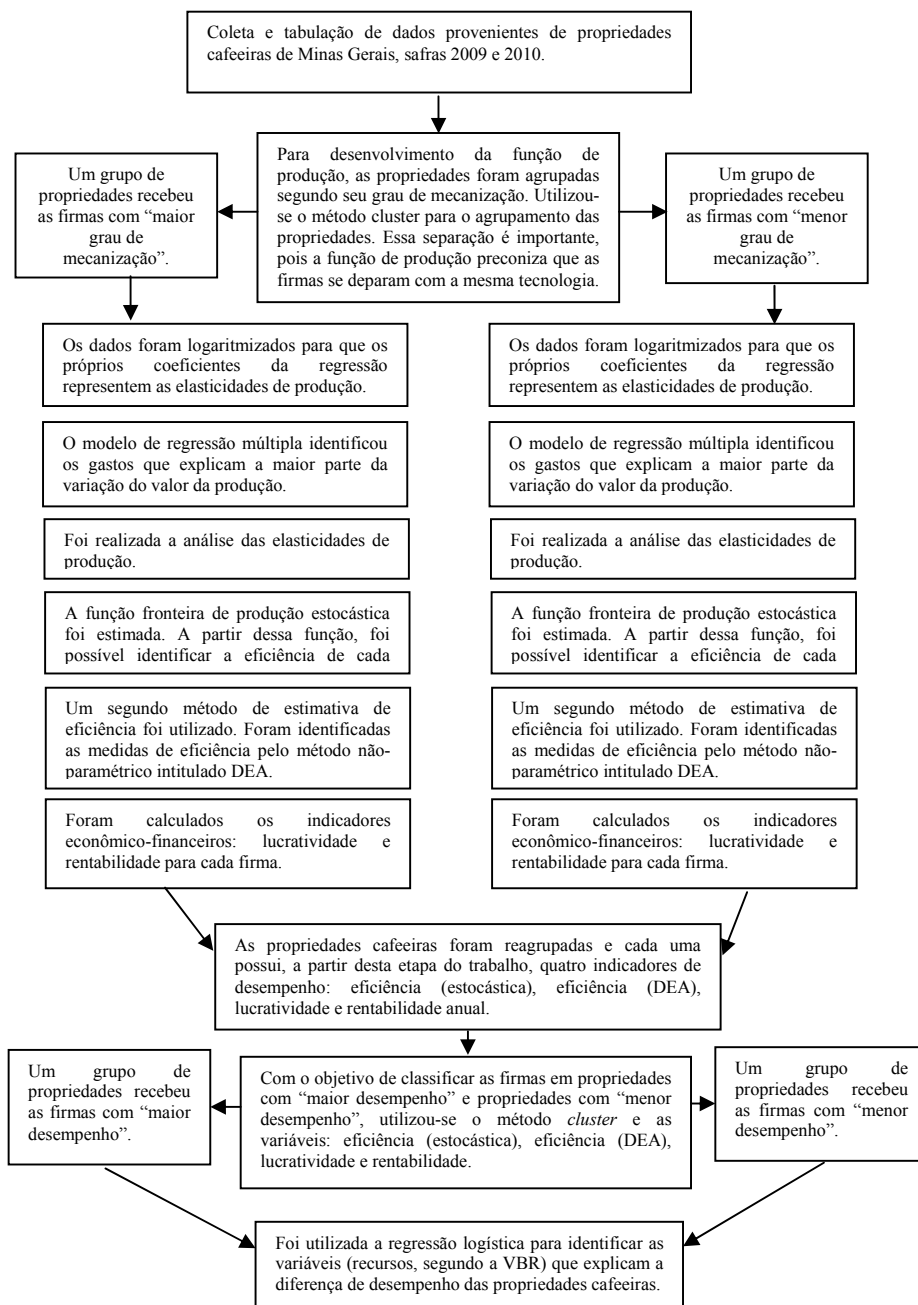 Coleta e tabulação de dados provenientes de propriedades
cafeeiras de Minas Gerais, safras 2009 e 2010.
Para desenvolvimento da função de
produção, as propriedades foram agrupadas
segundo seu grau de mecanização. Utilizou-
se o método cluster para o agrupamento das
propriedades. Essa separação é importante,
pois a função de produção preconiza que as
firmas se deparam com a mesma tecnologia.
Um grupo de
propriedades recebeu
as firmas com “maior
grau de
mecanização”.
Um grupo de
propriedades recebeu
as firmas com “menor
grau de
mecanização”.
Os dados foram logaritmizados para que os
próprios coeficientes da regressão
representem as elasticidades de produção.
O modelo de regressão múltipla identificou
os gastos que explicam a maior parte da
variação do valor da produção.
Foi realizada a análise das elasticidades de
produção.
A função fronteira de produção estocástica
foi estimada. A partir dessa função, foi
possível identificar a eficiência de cada
Um segundo método de estimativa de
eficiência foi utilizado. Foram identificadas
as medidas de eficiência pelo método não-
paramétrico intitulado DEA.
Foram calculados os indicadores
econômico-financeiros: lucratividade e
rentabilidade para cada firma.
Os dados foram logaritmizados para que os
próprios coeficientes da regressão
representem as elasticidades de produção.
O modelo de regressão múltipla identificou
os gastos que explicam a maior parte da
variação do valor da produção.
Foi realizada a análise das elasticidades de
produção.
A função fronteira de produção estocástica
foi estimada. A partir dessa função, foi
possível identificar a eficiência de cada
Um segundo método de estimativa de
eficiência foi utilizado. Foram identificadas
as medidas de eficiência pelo método não-
paramétrico intitulado DEA.
Foram calculados os indicadores
econômico-financeiros: lucratividade e
rentabilidade para cada firma.
As propriedades cafeeiras foram reagrupadas e cada uma
possui, a partir desta etapa do trabalho, quatro indicadores de
desempenho: eficiência (estocástica), eficiência (DEA),
lucratividade e rentabilidade anual.
Um grupo de
propriedades recebeu
as firmas com “maior
desempenho”.
Com o objetivo de classificar as firmas em propriedades
com “maior desempenho” e propriedades com “menor
desempenho”, utilizou-se o método cluster e as
variáveis: eficiência (estocástica), eficiência (DEA),
lucratividade e rentabilidade.
Um grupo de
propriedades recebeu
as firmas com “menor
desempenho”.
Foi utilizada a regressão logística para identificar as
variáveis (recursos, segundo a VBR) que explicam a
diferença de desempenho das propriedades cafeeiras.